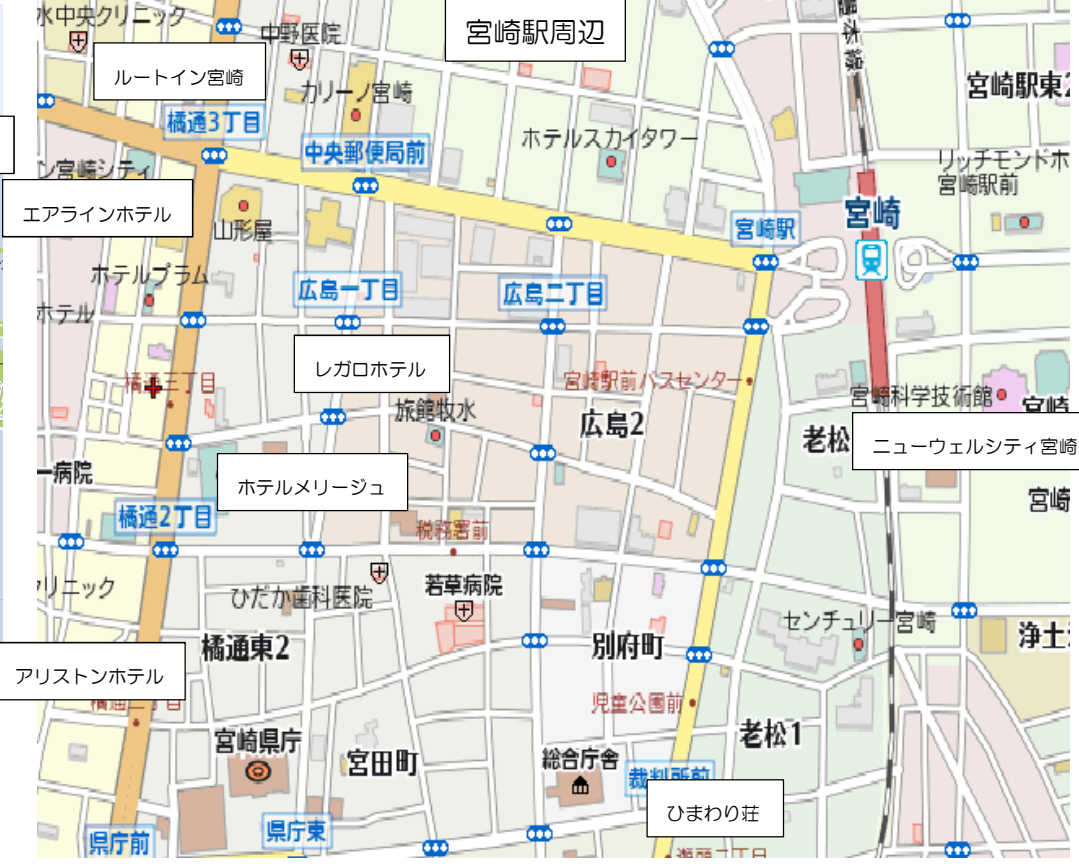 水中央クリニック
中野医院
宮崎駅周辺
本線
ルートイン宮崎
カリーノ宮崎
宮崎駅東2
橘通3丁目
中央郵便局前
ホテルスカイタワー
ン宮崎シティ
リッチモンドホ
宮崎駅前
エアラインホテル
山形屋
宮崎駅
宮崎
ホテルプラム
広島一丁目
広島二丁目
ホテル
レガロホテル
橘通三丁目
宮崎駅前バスセンター
宮崎科学技術館
宮崎
旅館牧水
広島2
老松
ニューウェルシティ宮崎
一病院
ホテルメリージュ
宮崎
橘通2丁目
税務署前
クリニック
ひだか歯科医院
若草病院
センチュリー宮崎
橘通東2
別府町
浄土
アリストンホテル
橘通二丁目
児童公園前
宮崎県庁
宮田町
総合庁舎
老松1
裁判所前
ひまわり荘
県庁前
県庁東